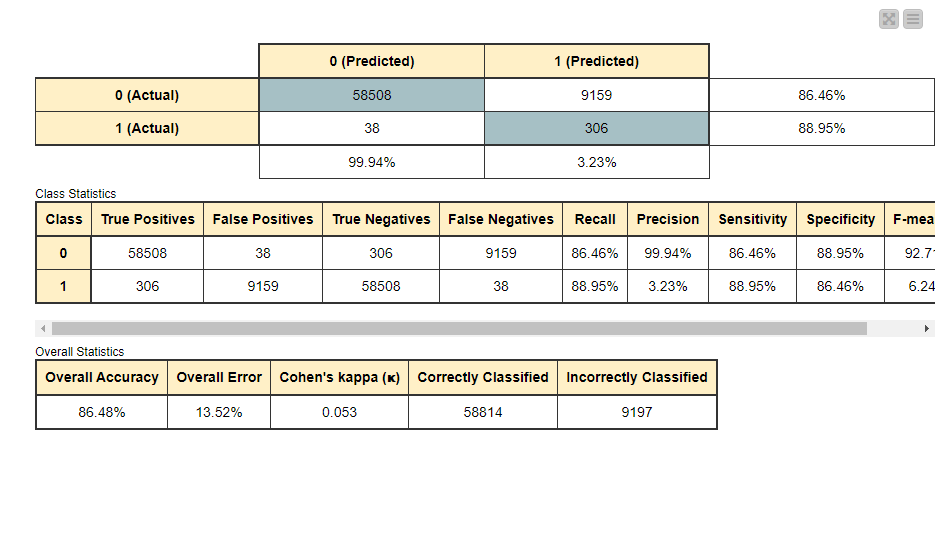 0 (Predicted) 1 (Predicted)
0 (Actual) 58508 9159 86.46%
1 (Actual) 38 306 88.95%
99.94% 3.23%
Class Statistics
Class True Positives False Positives True Negatives False Negatives Recall Precision Sensitivity Specificity F-mea
0 58508 38 306 9159 86.46% 99.94% 86.46% 88.95% 92.7
1 306 9159 58508 38 88.95% 3.23% 88.95% 86.46% 6.24
Overall Statistics
Overall Accuracy Overall Error Cohen's kappa (κ) Correctly Classified Incorrectly Classified
86.48% 13.52% 0.053 58814 9197